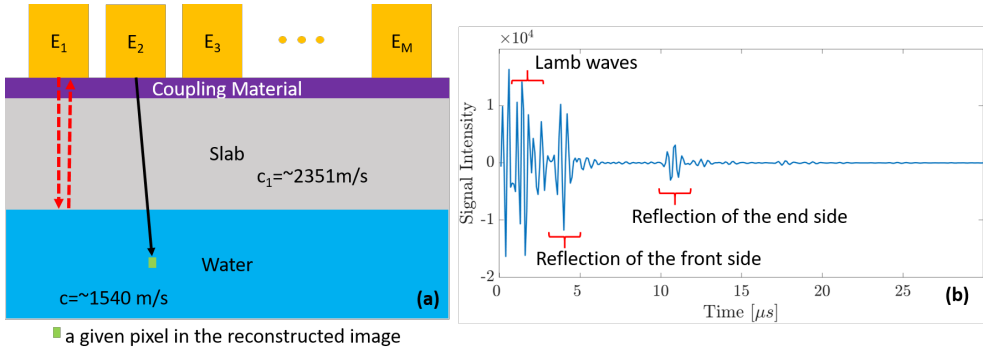 E1 E2 E3 EM
Coupling Material
Slab
c1=~2351m/s
Water
c=~1540 m/s
(a)
a given pixel in the reconstructed image
×10⁴
Lamb waves
1
0
-1
-2
Signal Intensity
Reflection of the end side
Reflection of the front side
0 5 10 15 20 25
Time [μs]
(b)